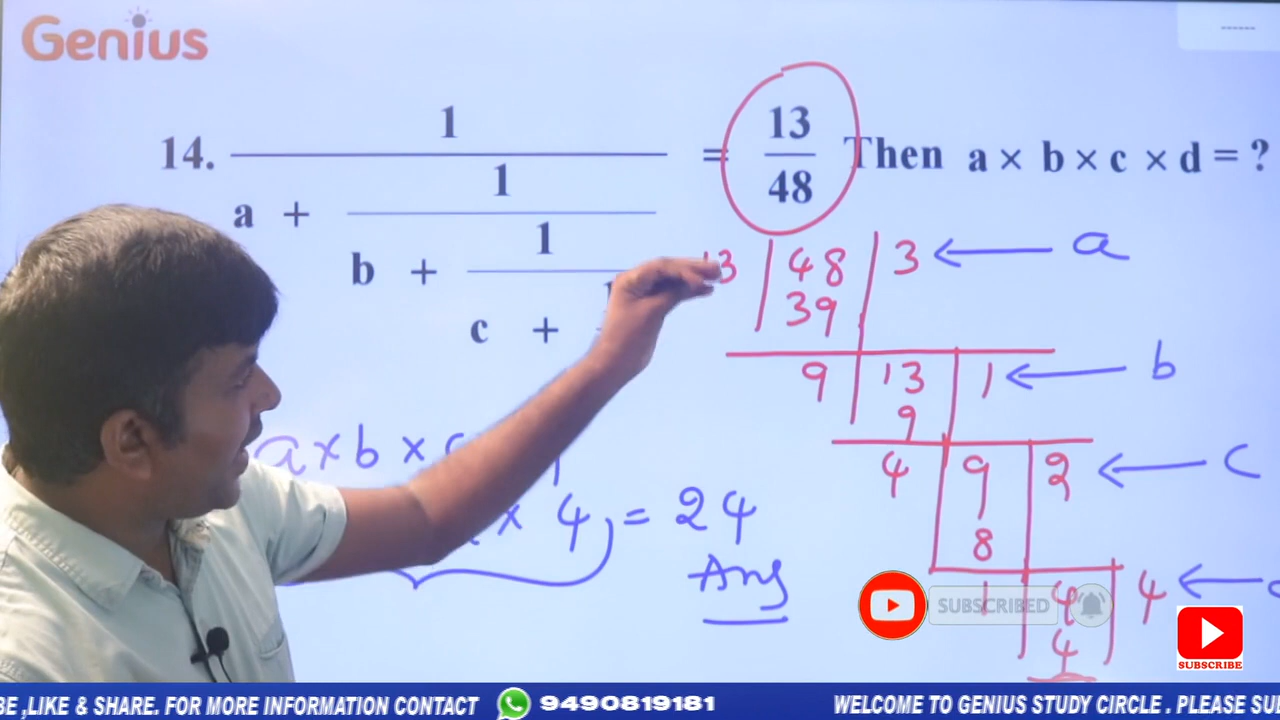 Genius
14. 1 / a + 1 / b + 1 / c + = 13/48 Then a × b × c × d = ?
13 | 48 | 3 ← a
39
9 | 13 | 1 ← b
9
4 | 9 | 2 ← c
8
1 | 4 | 4 ←
4
a × b ×
× 4 = 24
Ans
SUBSCRIBED
SUBSCRIBE
,LIKE & SHARE. FOR MORE INFORMATION CONTACT 9490819181 WELCOME TO GENIUS STUDY CIRCLE . PLEASE